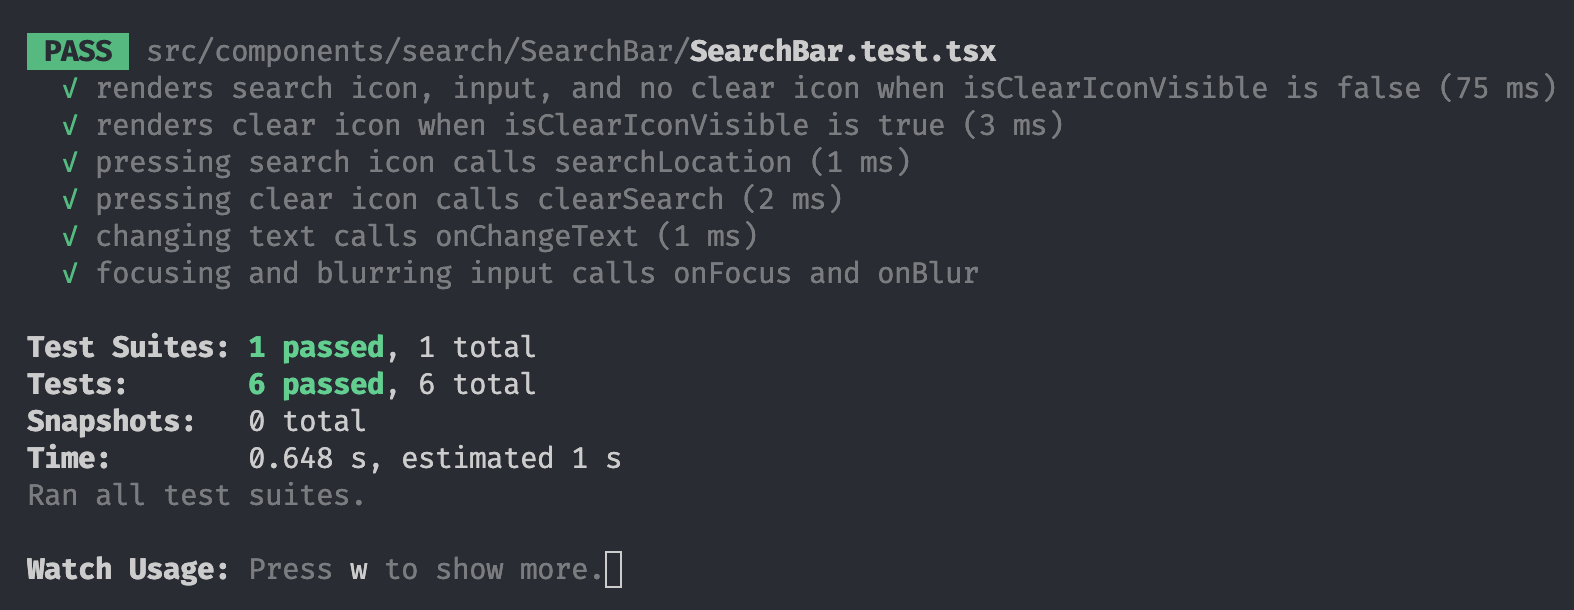 PASS src/components/search/SearchBar/SearchBar.test.tsx
√ renders search icon, input, and no clear icon when isClearIconVisible is false (75 ms)
√ renders clear icon when isClearIconVisible is true (3 ms)
√ pressing search icon calls searchLocation (1 ms)
√ pressing clear icon calls clearSearch (2 ms)
√ changing text calls onChangeText (1 ms)
√ focusing and blurring input calls onFocus and onBlur
Test Suites: 1 passed, 1 total
Tests: 6 passed, 6 total
Snapshots: 0 total
Time: 0.648 s, estimated 1 s
Ran all test suites.
Watch Usage: Press w to show more.